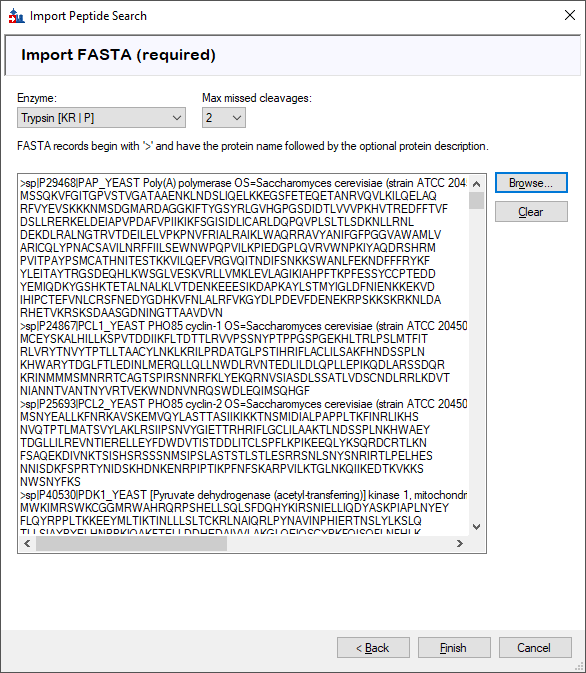 Import Peptide Search
Import FASTA (required)
Enzyme:
Max missed cleavages:
Trypsin [KR | P]
2
FASTA records begin with '>' and have the protein name followed by the optional protein description.
>sp|P29468|PAP_YEAST Poly(A) polymerase OS=Saccharomyces cerevisiae (strain ATCC 204
MSSQKVFGITGPVSTVGATAAENKLNDSLIQELKKEGSFETEQETANRVQVLKILQELAQ
RFVYEVSKKKNMSDGMARDAGGKIFTYGSYRLGVHGPGSDIDTLVVVPKHVTREDFFTVF
DSLLRERKELDEIAPVPDAFVPIIKIKFSGISIDLICARLDQPQVPLSLTLSDKNLLRNL
DEKDLRALNGTRVTDEILELVPKPNVFRIALRAIKLWAQRRAVYANIFGFPGGVAWAMLV
ARICQLYPNACSAVILNRFFIILSEWNWPQPVILKPIEDGPLQVRVWNPKIYAQDRSHRM
PVITPAYPSMCATHNITESTKKVILQEFVRGVQITNDIFSNKKSWANLFEKNDFFFRYKF
YLEITAYTRGSDEQHLKWSGLVESKVRLLVMKLEVLAGIKIAHPFTKPFESSYCCPTEDD
YEMIQDKYGSHKTETALNALKLVTDENKEEESIKDAPKAYLSTMYIGLDFNIENKKEKVD
IHIPCTEFVNLCRSFNEDYGDHKVFNLALRFVKGYDLPDEVFDENEKRPSKKSKRKNLDA
RHETVKRSKSDAASGDNINGTTAAVDVN
>sp|P24867|PCL1_YEAST PHO85 cyclin-1 OS=Saccharomyces cerevisiae (strain ATCC 20450
MCEYSKALHILLKSPVTDDIIKFLTDTTLRVVPSSNYPTPPGSPGEKHLTRLPSLMTFIT
RLVRYTNVYTPTLLTAACYLNKLKRILPRDATGLPSTIHRIFLACLILSAKFHNDSSPLN
KHWARYTDGLFTLEDINLMERQLLQLLNWDLRVNTEDLILDLQPLLEPIKQDLARSSDQR
KRINMMMSMNRRTCAGTSPIRSNNRFKLYEKQRNVSIASDLSSATLVDSCNDLRRLKDVT
NIANNTVANTNYVRTVEKWNDNVNRQSWDLEQIMSQHGF
>sp|P25693|PCL2_YEAST PHO85 cyclin-2 OS=Saccharomyces cerevisiae (strain ATCC 20450
MSNYEALLKFNRKAVSKEMVQYLASTTASIIKIKKTNSMIDIALPAPPLTKFINRLIKHS
NVQTPTLMATSVYLAKLRSIIPSNVYGIETTRHRIFLGCLILAAKTLNDSSPLNKHWAEY
TDGLLILREVNTIERELLEYFDWDVTISTDDLITCLSPFLKPIKEEQLYKSQRDCRTLKN
FSAQEKDIVNKTSISHSRSSSNMSIPSLASTSTLSTLESRRSNLSNYSNRIRTLPELHES
NNISDKFSPRTYNIDSKHDNKENRPIPTIKPFNFSKARPVILKTGLNKQIIKEDTKVKKS
NWSNYFKS
>sp|P40530|PDK1_YEAST [Pyruvate dehydrogenase (acetyl-transferring)] kinase 1, mitochondr
MWKIMRSWKCGGMRWAHRQRPSHELLSQLSFDQHYKIRSNIELLIQDYASKPIAPLNYEY
FLQYRPPLTKKEEYMLTIKTINLLLSLTCKRLNAIQRLPYNAVINPHIERTNSLYLKSLQ
Browse...
Clear
< Back
Finish
Cancel